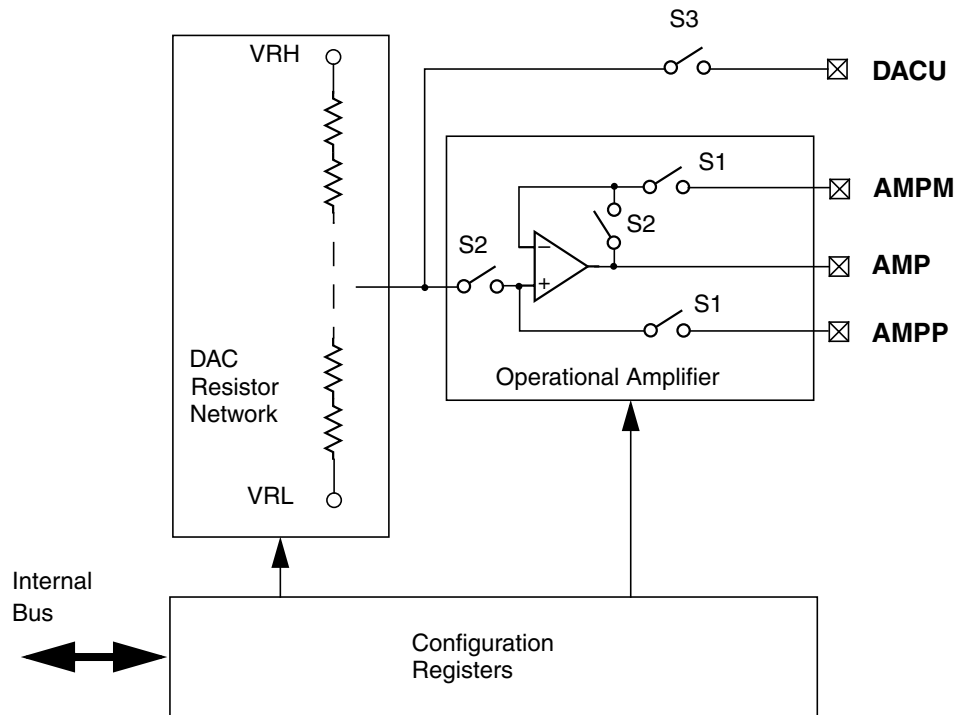 S3
VRH
DACU
S1
AMPM
S2
S2
−
+
AMP
S1
AMPP
DAC
Resistor
Network
Operational Amplifier
VRL
Internal
Bus
Configuration
Registers